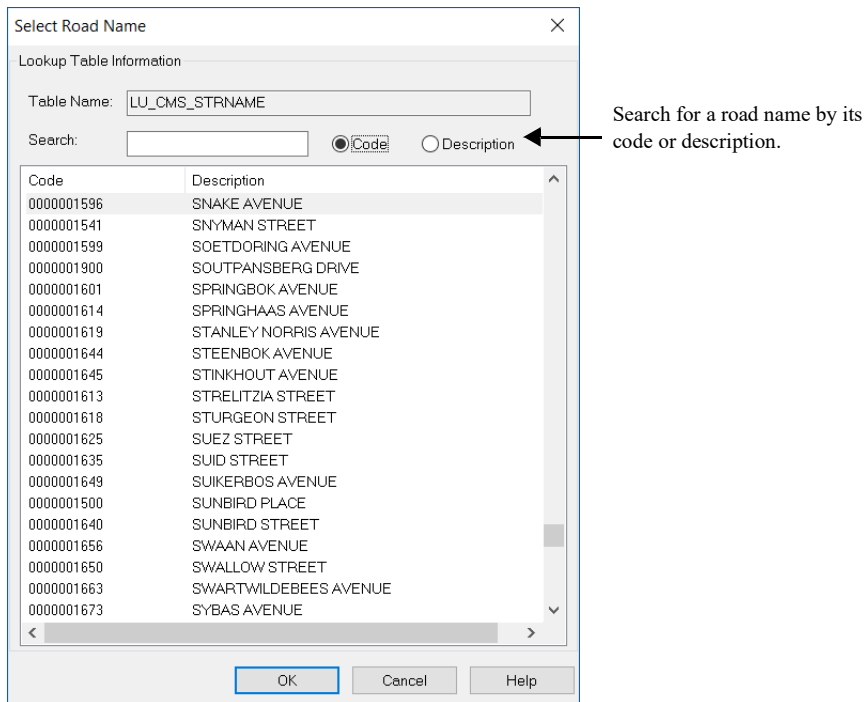 Select Road Name
Lookup Table Information
Table Name: LU_CMS_STRNAME
Search: Code Description
Search for a road name by its
code or description.
Code Description
0000001596 SNAKE AVENUE
0000001541 SNYMAN STREET
0000001599 SOETDORING AVENUE
0000001900 SOUTPANSBERG DRIVE
0000001601 SPRINGBOK AVENUE
0000001614 SPRINGHAAS AVENUE
0000001619 STANLEY NORRIS AVENUE
0000001644 STEENBOK AVENUE
0000001645 STINKHOUT AVENUE
0000001613 STRELITZIA STREET
0000001618 STURGEON STREET
0000001625 SUEZ STREET
0000001635 SUID STREET
0000001649 SUIKERBOS AVENUE
0000001500 SUNBIRD PLACE
0000001640 SUNBIRD STREET
0000001656 SWAAN AVENUE
0000001650 SWALLOW STREET
0000001663 SWARTWILDEBEES AVENUE
0000001673 SYBAS AVENUE
OK Cancel Help